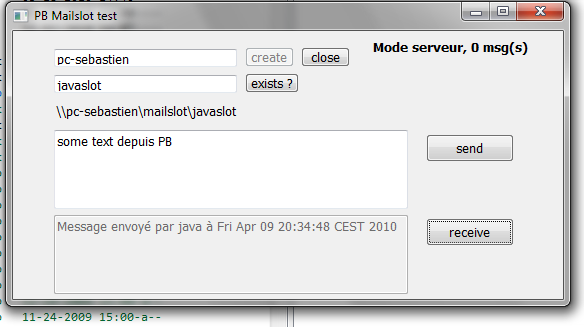 PB Mailslot test
pc-sebastien
create
close
Mode serveur, 0 msg(s)
javaslot
exists ?
\\pc-sebastien\mailslot\javaslot
some text depuis PB
send
Message envoyé par java à Fri Apr 09 20:34:48 CEST 2010
receive
11-24-2009 15:00-a--